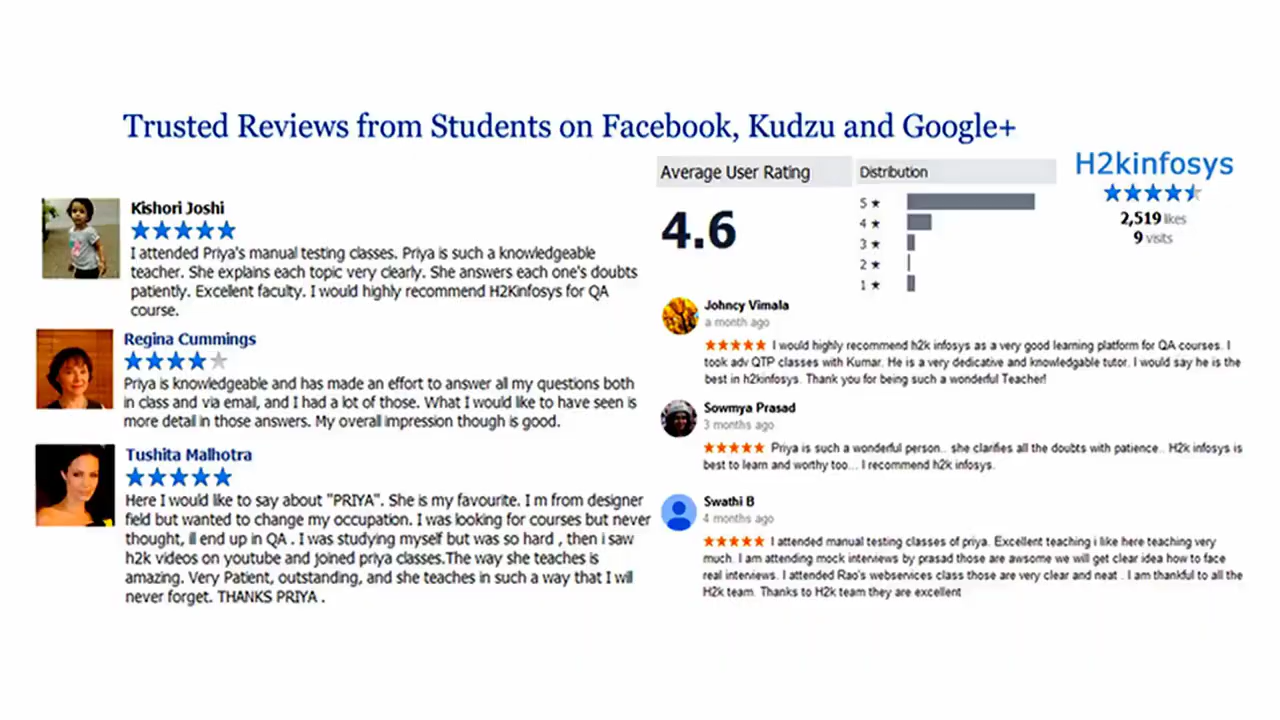 Trusted Reviews from Students on Facebook, Kudzu and Google+
Kishori Joshi
I attended Priya's manual testing classes. Priya is such a knowledgeable
teacher. She explains each topic very clearly. She answers each one's doubts
patiently. Excellent faculty. I would highly recommend H2Kinfosys for QA
course.
Regina Cummings
Priya is knowledgeable and has made an effort to answer all my questions both
in class and via email, and I had a lot of those. What I would like to have seen is
more detail in those answers. My overall impression though is good.
Tushita Malhotra
Here I would like to say about "PRIYA". She is my favourite. I m from designer
field but wanted to change my occupation. I was looking for courses but never
thought, ill end up in QA . I was studying myself but was so hard , then i saw
h2k videos on youtube and joined priya classes.The way she teaches is
amazing. Very Patient, outstanding, and she teaches in such a way that I will
never forget. THANKS PRIYA .
Average User Rating
4.6
Distribution
5 ★
4 ★
3 ★
2 ★
1 ★
H2kinfosys
2,519 likes
9 visits
Johncy Vimala
a month ago
I would highly recommend h2k infosys as a very good learning platform for QA courses. I
took adv QTP classes with Kumar. He is a very dedicative and knowledgable tutor. I would say he is the
best in h2kinfosys. Thank you for being such a wonderful Teacher!
Sowmya Prasad
3 months ago
Priya is such a wonderful person.. she clarifies all the doubts with patience.. H2k infosys is
best to learn and worthy too... I recommend h2k infosys.
Swathi B
4 months ago
I attended manual testing classes of priya. Excellent teaching i like here teaching very
much. I am attending mock interviews by prasad those are awsome we will get clear idea how to face
real interviews. I attended Rao's webservices class those are very clear and neat . I am thankful to all the
H2k team. Thanks to H2k team they are excellent